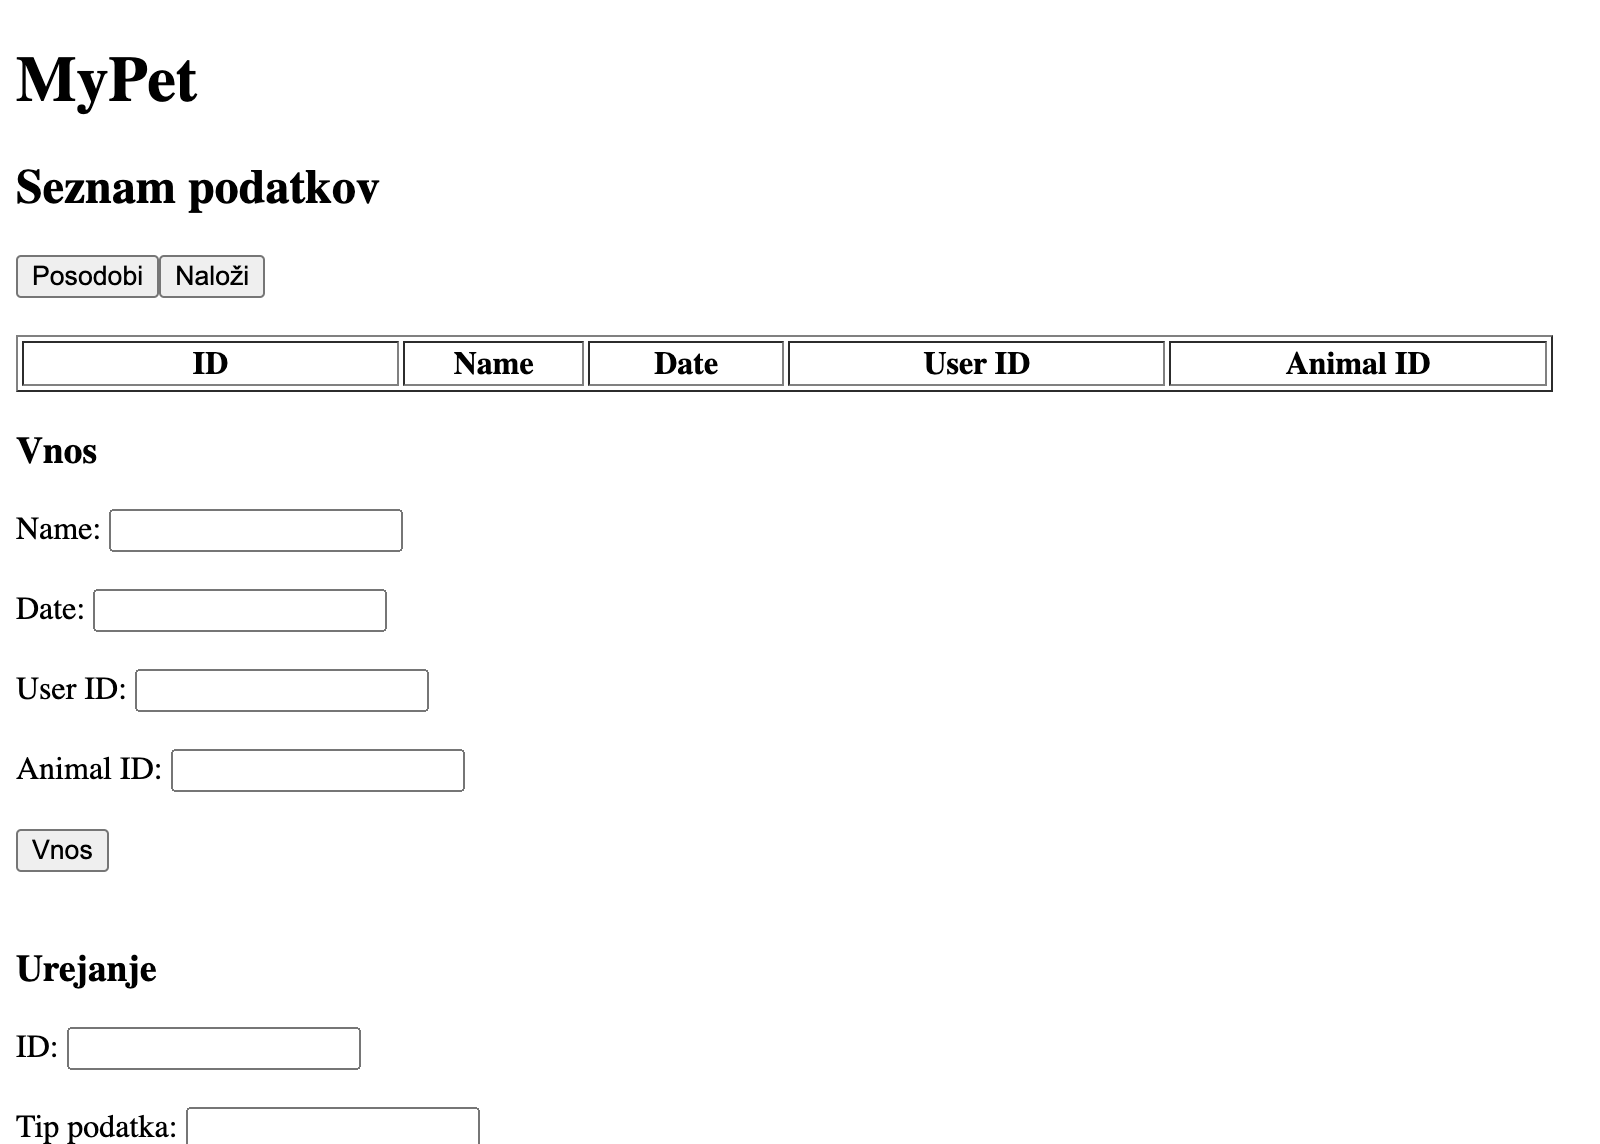 MyPet
Seznam podatkov
Posodobi Naloži
ID Name Date User ID Animal ID
Vnos
Name:
Date:
User ID:
Animal ID:
Vnos
Urejanje
ID:
Tip podatka: